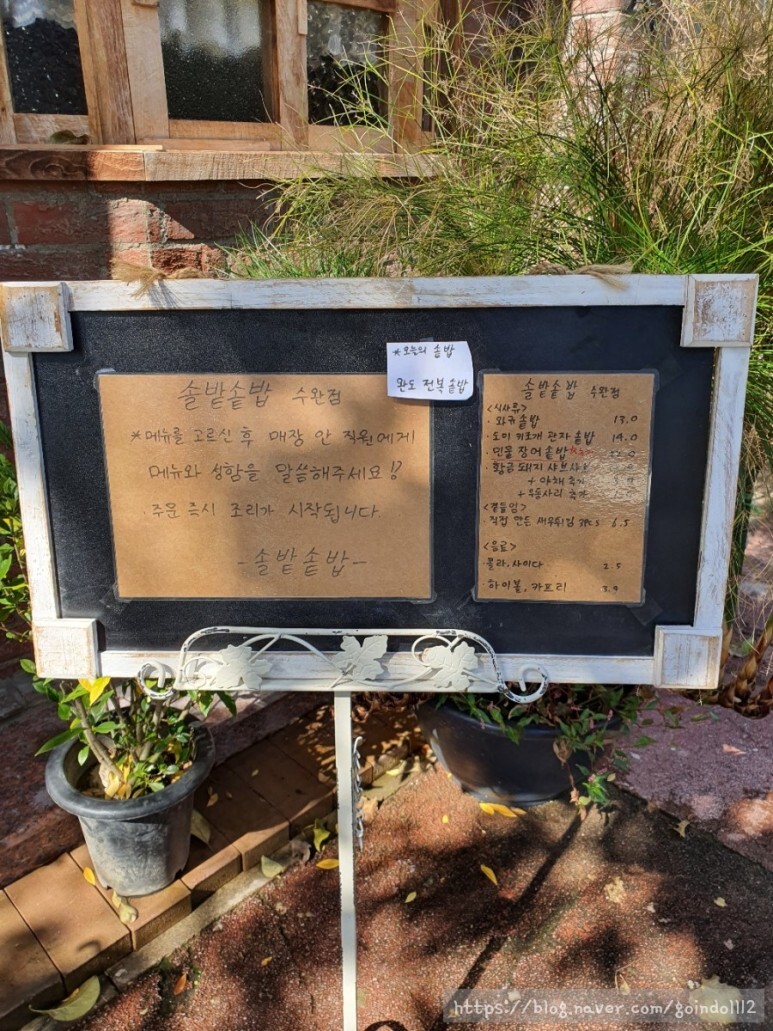 솔밭솥밥 수완점
*메뉴를 고르신 후 매장 안 직원에게
메뉴와 성함을 말씀해주세요!?
·주문 즉시 조리가 시작됩니다.
-솔밭솥밥-
*오늘의 솥밥
완도 전복솥밥
솔밭솥밥 수완점
<식사류>
·와규솥밥 13.0
·도미 관자솥밥 14.0
·민물장어솥밥
·황금돼지샤브샤브
+야채추가
+우동사리 추가
<곁들임>
·직접 만든 새우튀김 3pcs 6.5
<음료>
콜라, 사이다 2.5
하이볼, 카프리
https://blog.naver.com/goindol112